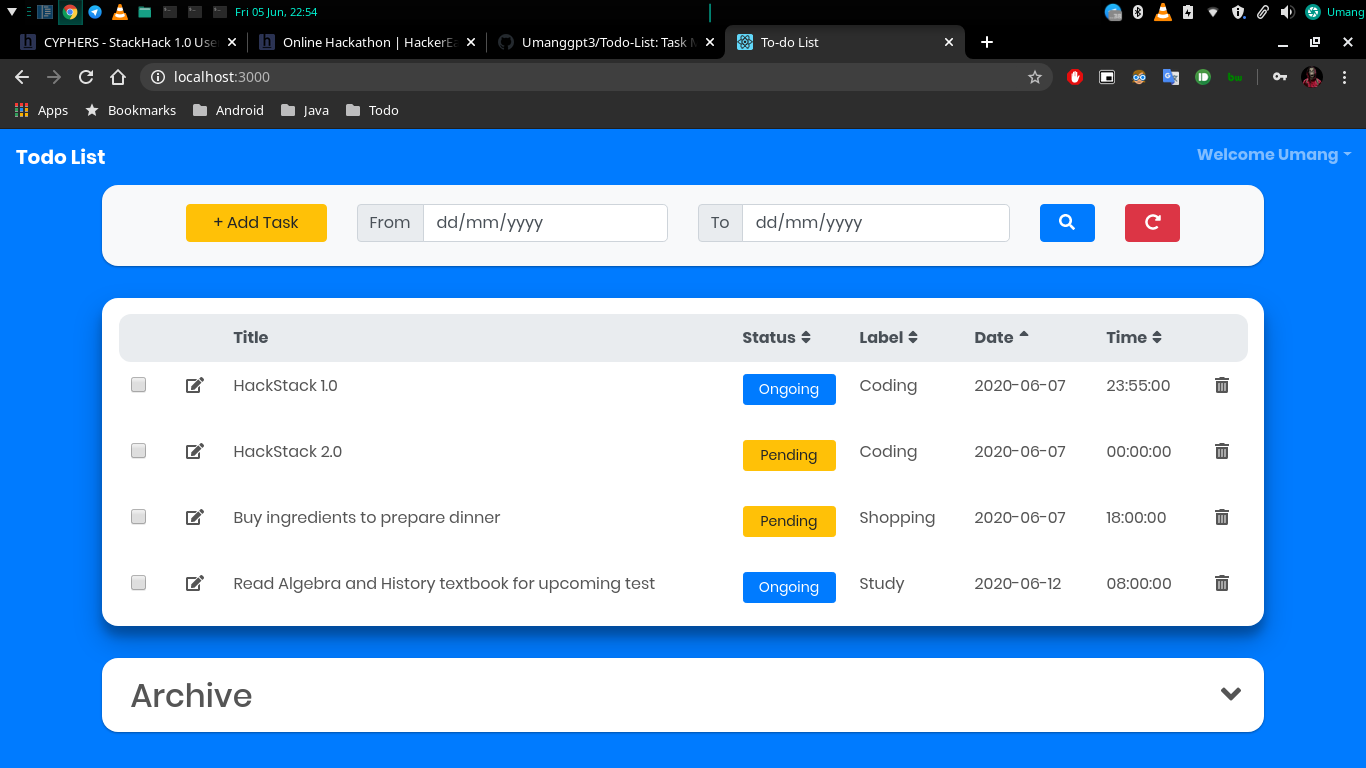 Fri 05 Jun, 22:54
Umang
CYPHERS - StackHack 1.0 Use
Online Hackathon | HackerEa
Umanggpt3/Todo-List: Task M
To-do List
localhost:3000
Apps
Bookmarks
Android
Java
Todo
Todo List
Welcome Umang
+ Add Task
From
dd/mm/yyyy
To
dd/mm/yyyy
Title Status Label Date Time
HackStack 1.0 Ongoing Coding 2020-06-07 23:55:00
HackStack 2.0 Pending Coding 2020-06-07 00:00:00
Buy ingredients to prepare dinner Pending Shopping 2020-06-07 18:00:00
Read Algebra and History textbook for upcoming test Ongoing Study 2020-06-12 08:00:00
Archive